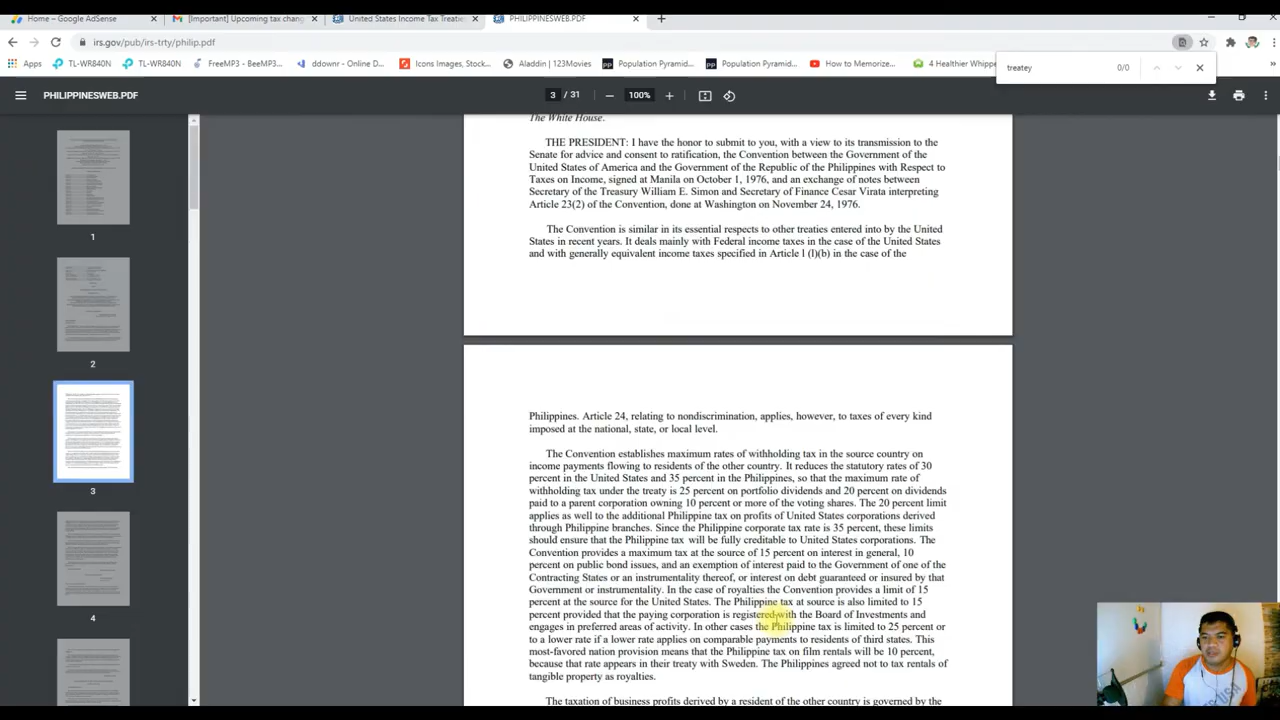 Home – Google AdSense
[Important] Upcoming tax chang
United States Income Tax Treatie
PHILIPPINESWEB.PDF
irs.gov/pub/irs-trty/philip.pdf
Apps
TL-WR840N
TL-WR840N
FreeMP3 – BeeMP3...
ddownr - Online D...
Icons Images, Stock...
Aladdin | 123Movies
Population Pyramid...
Population Pyramid...
How to Memorize...
4 Healthier Whipp
treatey
0/0
PHILIPPINESWEB.PDF
3 / 31
100%
The White House.
THE PRESIDENT: I have the honor to submit to you, with a view to its transmission to the
Senate for advice and consent to ratification, the Convention between the Government of the
United States of America and the Government of the Republic of the Philippines with Respect to
Taxes on Income, signed at Manila on October 1, 1976, and an exchange of notes between
Secretary of the Treasury William E. Simon and Secretary of Finance Cesar Virata interpreting
Article 23(2) of the Convention, done at Washington on November 24, 1976.
The Convention is similar in its essential respects to other treaties entered into by the United
States in recent years. It deals mainly with Federal income taxes in the case of the United States
and with generally equivalent income taxes specified in Article l (l)(b) in the case of the
Philippines. Article 24, relating to nondiscrimination, applies, however, to taxes of every kind
imposed at the national, state, or local level.
The Convention establishes maximum rates of withholding tax in the source country on
income payments flowing to residents of the other country. It reduces the statutory rates of 30
percent in the United States and 35 percent in the Philippines, so that the maximum rate of
withholding tax under the treaty is 25 percent on portfolio dividends and 20 percent on dividends
paid to a parent corporation owning 10 percent or more of the voting shares. The 20 percent limit
applies as well to the additional Philippine tax on profits of United States corporations derived
through Philippine branches. Since the Philippine corporate tax rate is 35 percent, these limits
should ensure that the Philippine tax will be fully creditable to United States corporations. The
Convention provides a maximum tax at the source of 15 percent on interest in general, 10
percent on public bond issues, and an exemption of interest paid to the Government of one of the
Contracting States or an instrumentality thereof, or interest on debt guaranteed or insured by that
Government or instrumentality. In the case of royalties the Convention provides a limit of 15
percent at the source for the United States. The Philippine tax at source is also limited to 15
percent provided that the paying corporation is registered with the Board of Investments and
engages in preferred areas of activity. In other cases the Philippine tax is limited to 25 percent or
to a lower rate if a lower rate applies on comparable payments to residents of third states. This
most-favored nation provision means that the Philippine tax on film rentals will be 10 percent,
because that rate appears in their treaty with Sweden. The Philippines agreed not to tax rentals of
tangible property as royalties.
The taxation of business profits derived by a resident of the other country is governed by the
1
2
3
4